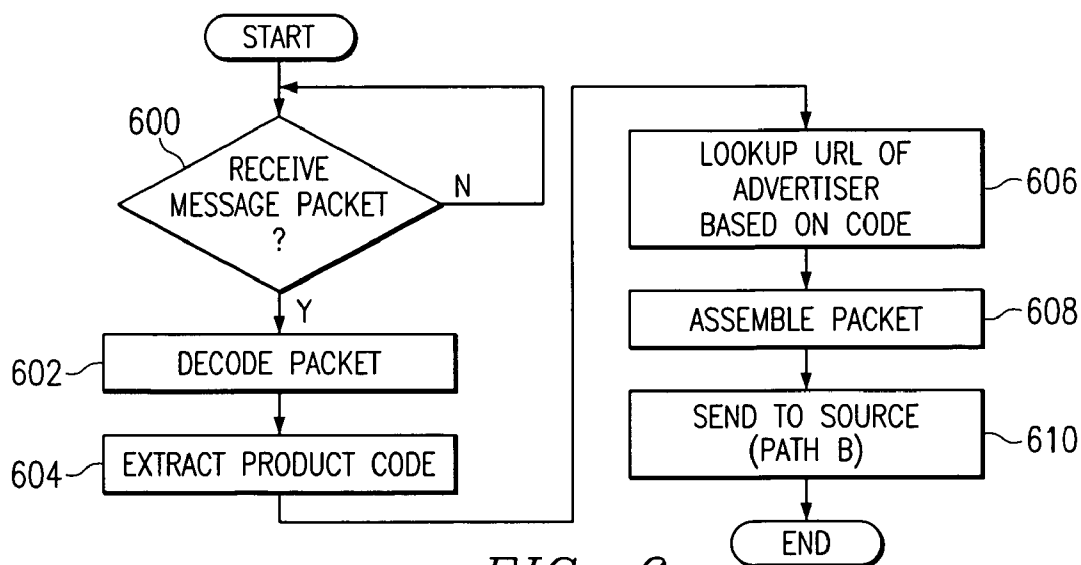 START
600
RECEIVE
MESSAGE PACKET
?
N
Y
602
DECODE PACKET
604
EXTRACT PRODUCT CODE
LOOKUP URL OF
ADVERTISER
BASED ON CODE
606
ASSEMBLE PACKET
608
SEND TO SOURCE
(PATH B)
610
END